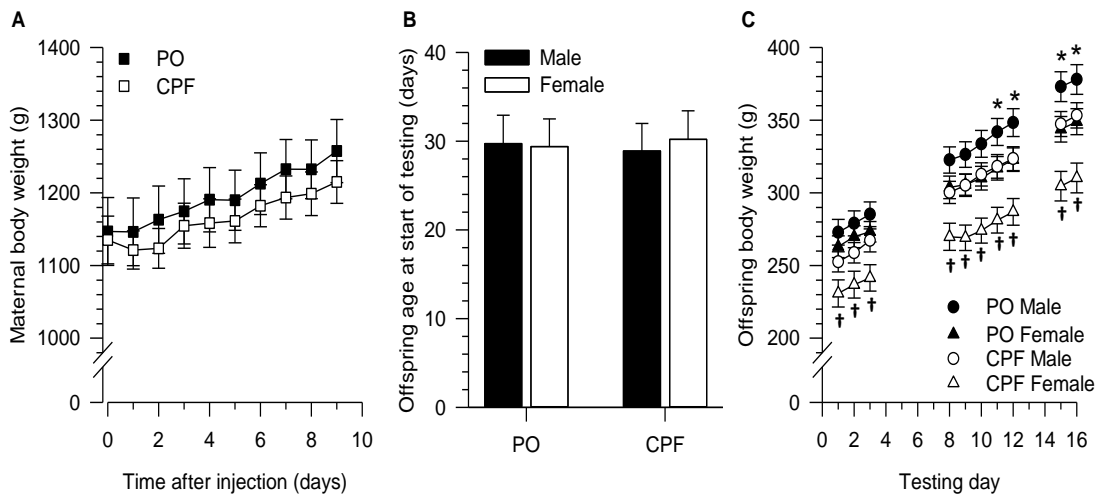 A
Maternal body weight (g)
1400
1300
1200
1100
1000
0
PO
CPF
0 2 4 6 8 10
Time after injection (days)
B
Offspring age at start of testing (days)
40
30
20
10
0
Male
Female
PO CPF
C
Offspring body weight (g)
400
350
300
250
200
0
* *
* *
† † †
† † † † †
† †
PO Male
PO Female
CPF Male
CPF Female
0 2 4 6 8 10 12 14 16
Testing day